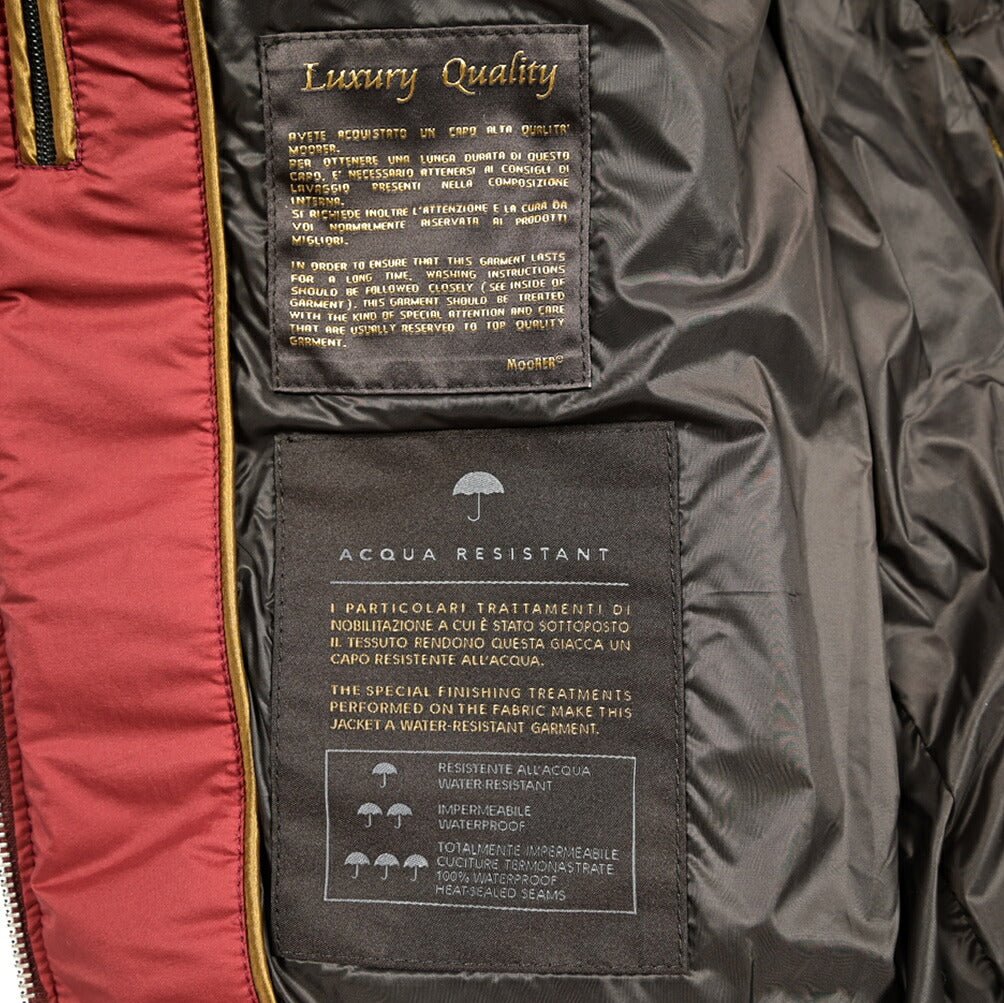 Luxury Quality
AVETE ACQUISTATO UN CAPO ALTA QUALITA'
MOORER.
PER OTTENERE UNA LUNGA DURATA DI QUESTO
CAPO, E' NECESSARIO ATTENERSI AI CONSIGLI DI
LAVAGGIO PRESENTI NELLA COMPOSIZIONE
INTERNA.
SI RICHIEDE INOLTRE L'ATTENZIONE E LA CURA DA
VOI NORMALMENTE RISERVATA AI PRODOTTI
MIGLIORI.
IN ORDER TO ENSURE THAT THIS GARMENT LASTS
FOR A LONG TIME, WASHING INSTRUCTIONS
SHOULD BE FOLLOWED CLOSELY (SEE INSIDE OF
GARMENT). THIS GARMENT SHOULD BE TREATED
WITH THE KIND OF SPECIAL ATTENTION AND CARE
THAT ARE USUALLY RESERVED TO TOP QUALITY
GARMENT.
MOORER®
ACQUA RESISTANT
I PARTICOLARI TRATTAMENTI DI
NOBILITAZIONE A CUI È STATO SOTTOPOSTO
IL TESSUTO RENDONO QUESTA GIACCA UN
CAPO RESISTENTE ALL'ACQUA.
THE SPECIAL FINISHING TREATMENTS
PERFORMED ON THE FABRIC MAKE THIS
JACKET A WATER-RESISTANT GARMENT.
RESISTENTE ALL'ACQUA
WATER-RESISTANT
IMPERMEABILE
WATERPROOF
TOTALMENTE IMPERMEABILE
CUCITURE TERMONASTRATE
100% WATERPROOF
HEAT-SEALED SEAMS